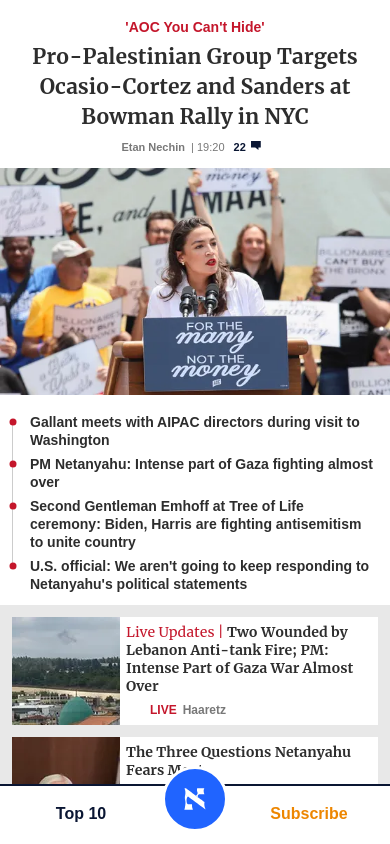 'AOC You Can't Hide'
Pro-Palestinian Group Targets
Ocasio-Cortez and Sanders at
Bowman Rally in NYC
Etan Nechin | 19:20 22
money
E, and JAMAA
BILLIONAIRES
CAN'T BUY
THE BRONX
BILLIONAIRES
FOR THE
many
NOT THE
money
Gallant meets with AIPAC directors during visit to
Washington
PM Netanyahu: Intense part of Gaza fighting almost
over
Second Gentleman Emhoff at Tree of Life
ceremony: Biden, Harris are fighting antisemitism
to unite country
U.S. official: We aren't going to keep responding to
Netanyahu's political statements
Live Updates | Two Wounded by
Lebanon Anti-tank Fire; PM:
Intense Part of Gaza War Almost
Over
LIVE Haaretz
The Three Questions Netanyahu
Fears
Top 10
Subscribe